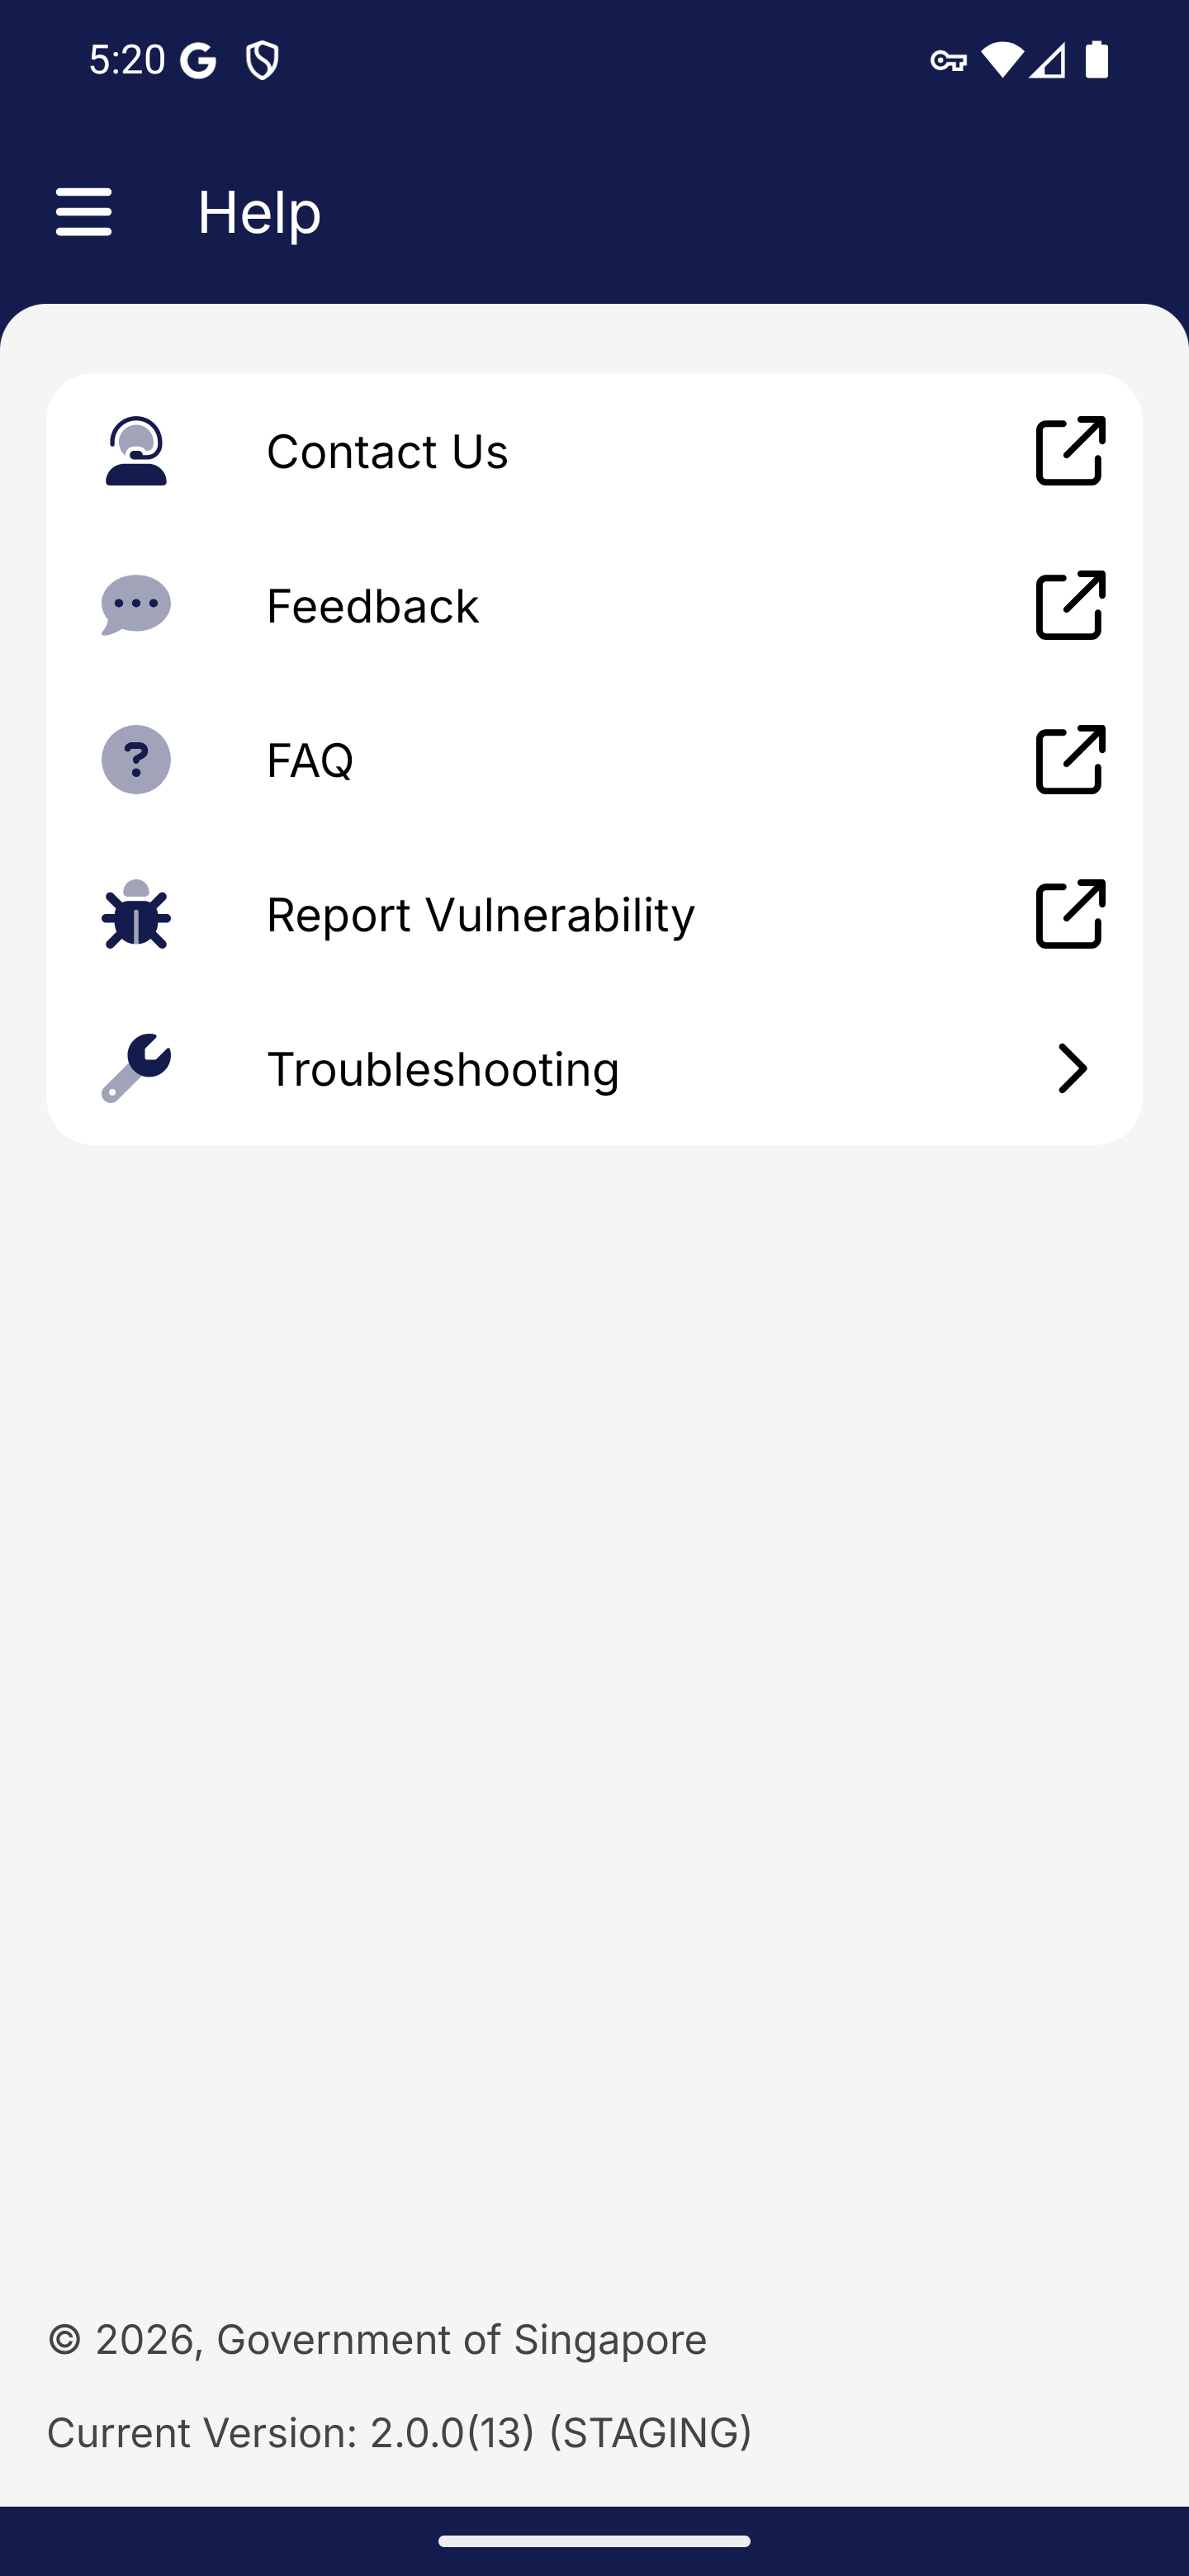 5:20
Help
Contact Us
Feedback
FAQ
Report Vulnerability
Troubleshooting
© 2026, Government of Singapore
Current Version: 2.0.0(13) (STAGING)